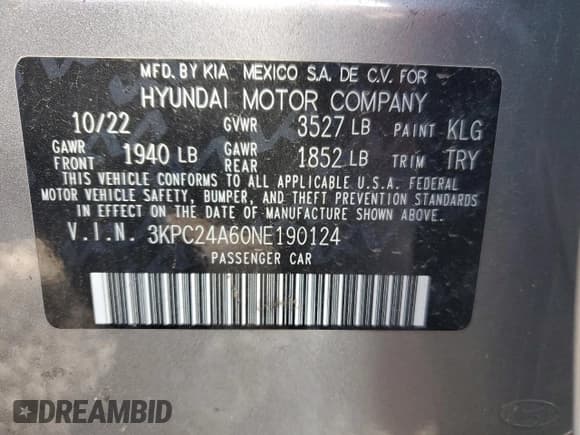 MFD. BY KIA MEXICO S.A. DE C.V. FOR
HYUNDAI MOTOR COMPANY
10/22 GVWR 3527 LB PAINT KLG
GAWR FRONT 1940 LB GAWR REAR 1852 LB TRIM TRY
THIS VEHICLE CONFORMS TO ALL APPLICABLE U.S.A. FEDERAL
MOTOR VEHICLE SAFETY, BUMPER, AND THEFT PREVENTION STANDARDS
IN EFFECT ON THE DATE OF MANUFACTURE SHOWN ABOVE.
V.I.N. 3KPC24A60NE190124
PASSENGER CAR
DREAMBID